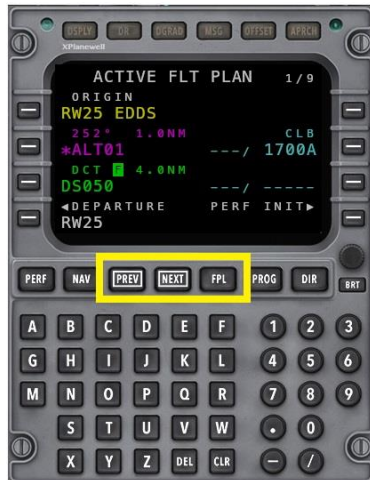 DSPLY DR DGRAD MSG OFFSET APRCH
XPlanewell
ACTIVE FLT PLAN 1/9
ORIGIN
RW25 EDDS
252° 1.0NM CLB
*ALT01 ---/ 1700A
DCT F 4.0NM
DS050 ---/ -----
◄DEPARTURE PERF INIT►
RW25
PERF NAV PREV NEXT FPL PROG DIR
BRT
A B C D E F 1 2 3
G H I J K L 4 5 6
M N O P Q R 7 8 9
S T U V W . 0
X Y Z DEL CLR - /